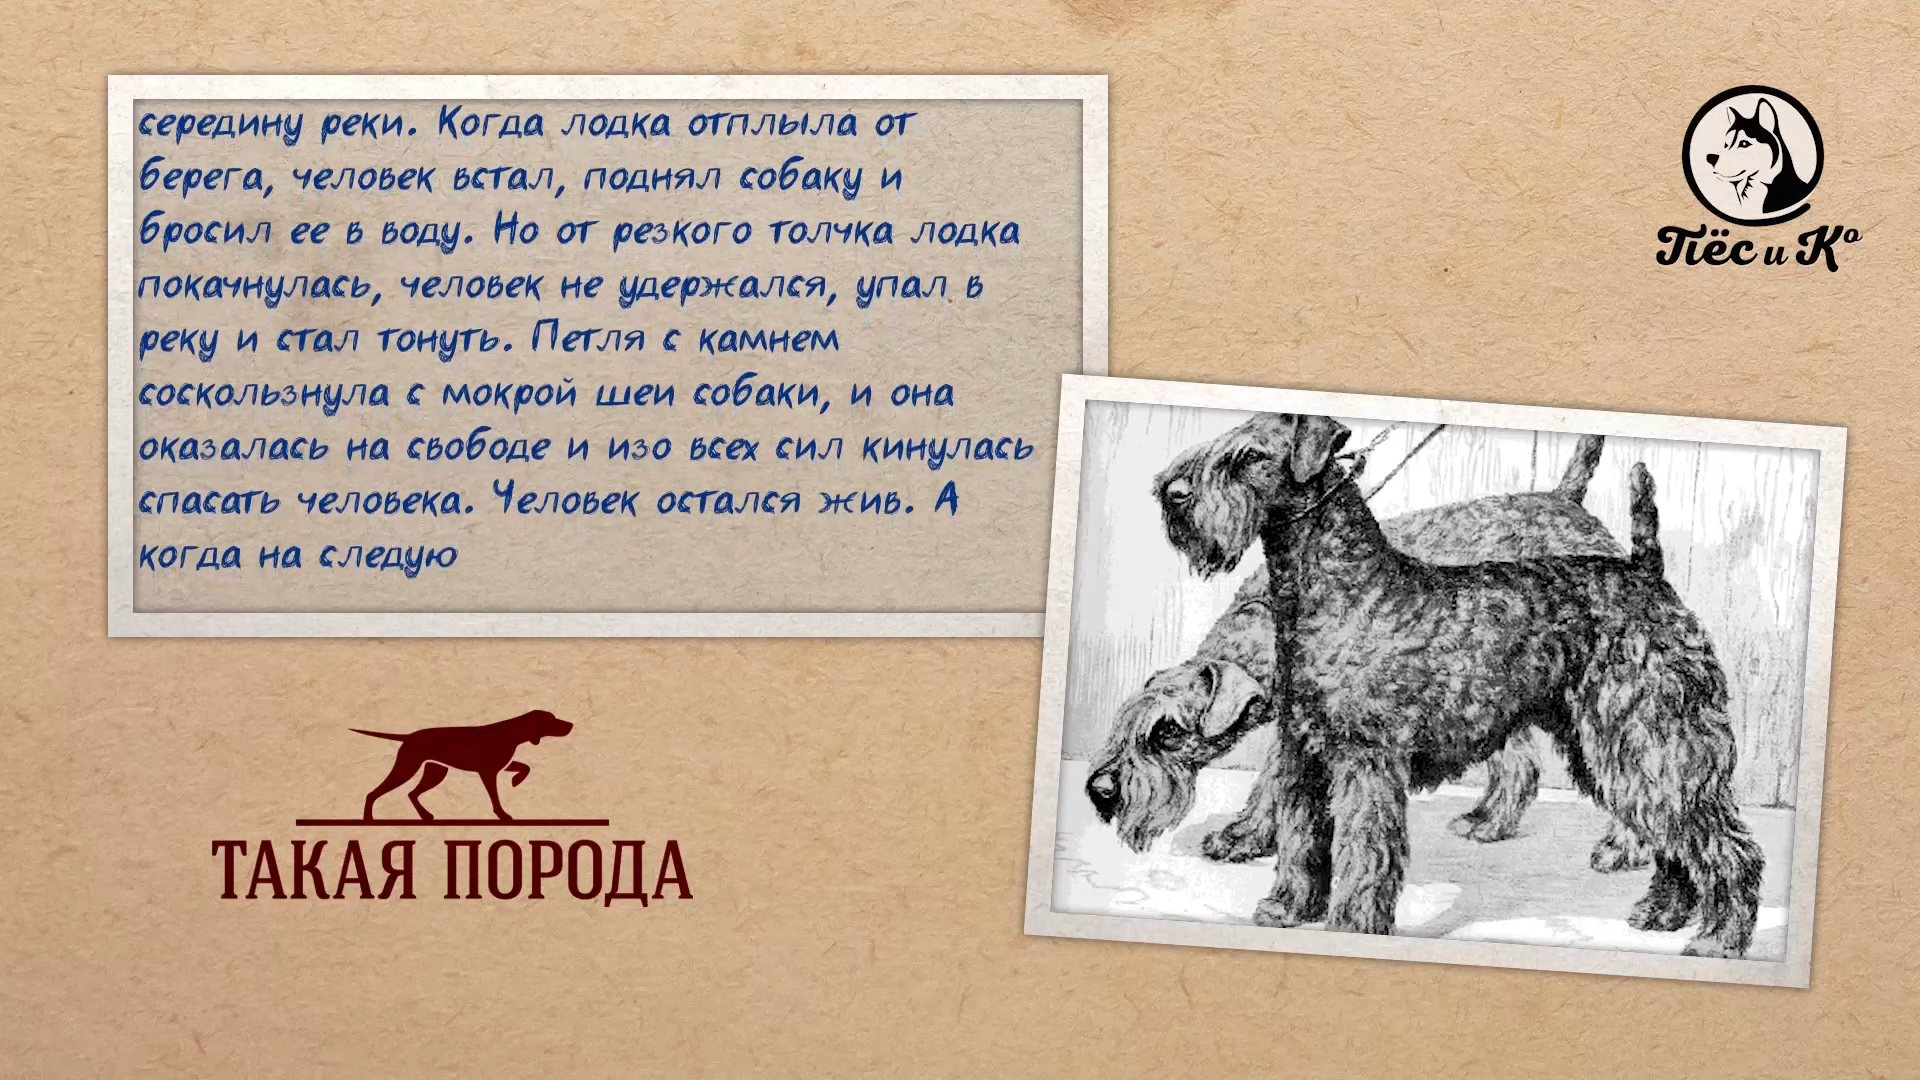 середину реки. Когда лодка отплыла от
берега, человек встал, поднял собаку и
бросил ее в воду. Но от резкого толчка лодка
покачнулась, человек не удержался, упал в
реку и стал тонуть. Петля с камнем
соскользнула с мокрой шеи собаки, и она
оказалась на свободе и изо всех сил кинулась
спасать человека. Человек остался жив. А
когда на следую
Пёс и Ко
ТАКАЯ ПОРОДА